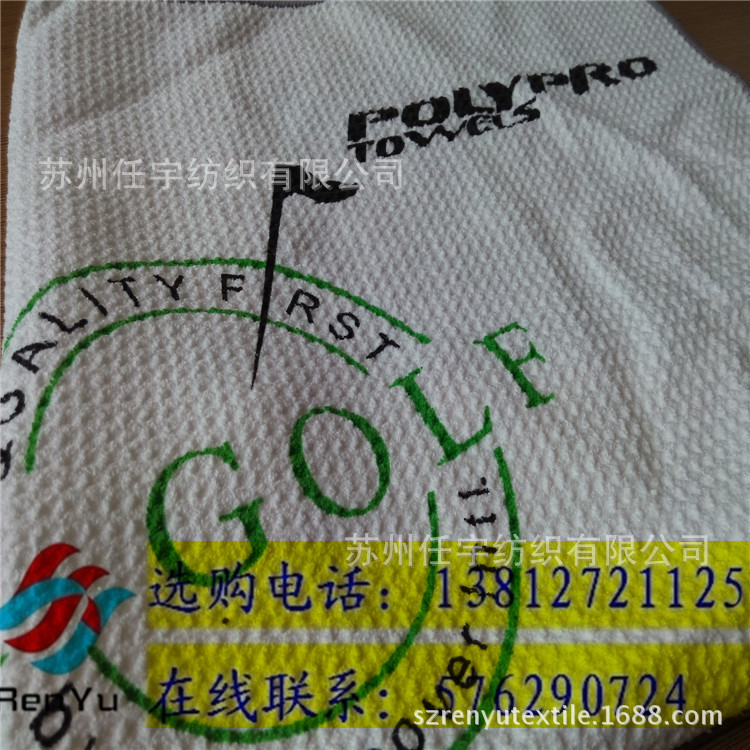 POLYPRO
TOWELS
苏州任宇纺织有限公司
QUALITY FIRST
GOLF
苏州任宇纺织有限公司
选购电话：13812721125
RenYu
在线联系：576290724
szrenyutextile.1688.com